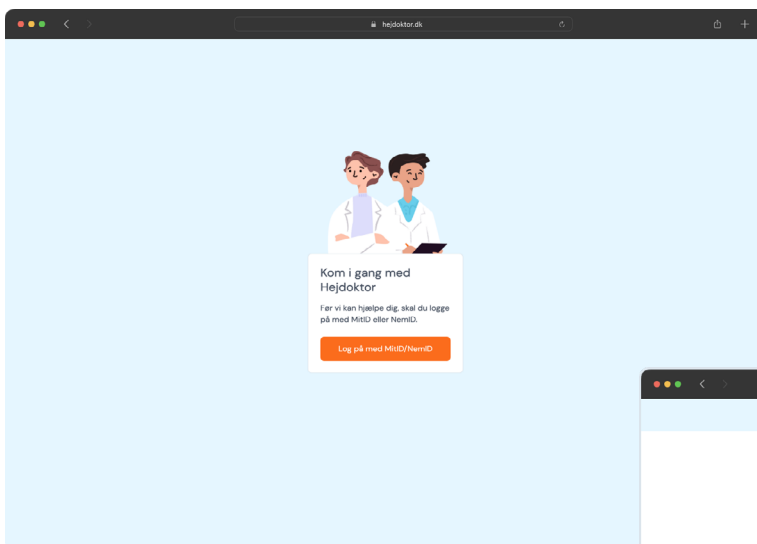 hejdoktor.dk
Kom i gang med
Hejdoktor
Før vi kan hjælpe dig, skal du logge
på med MitID eller NemID.
Log på med MitID/NemID